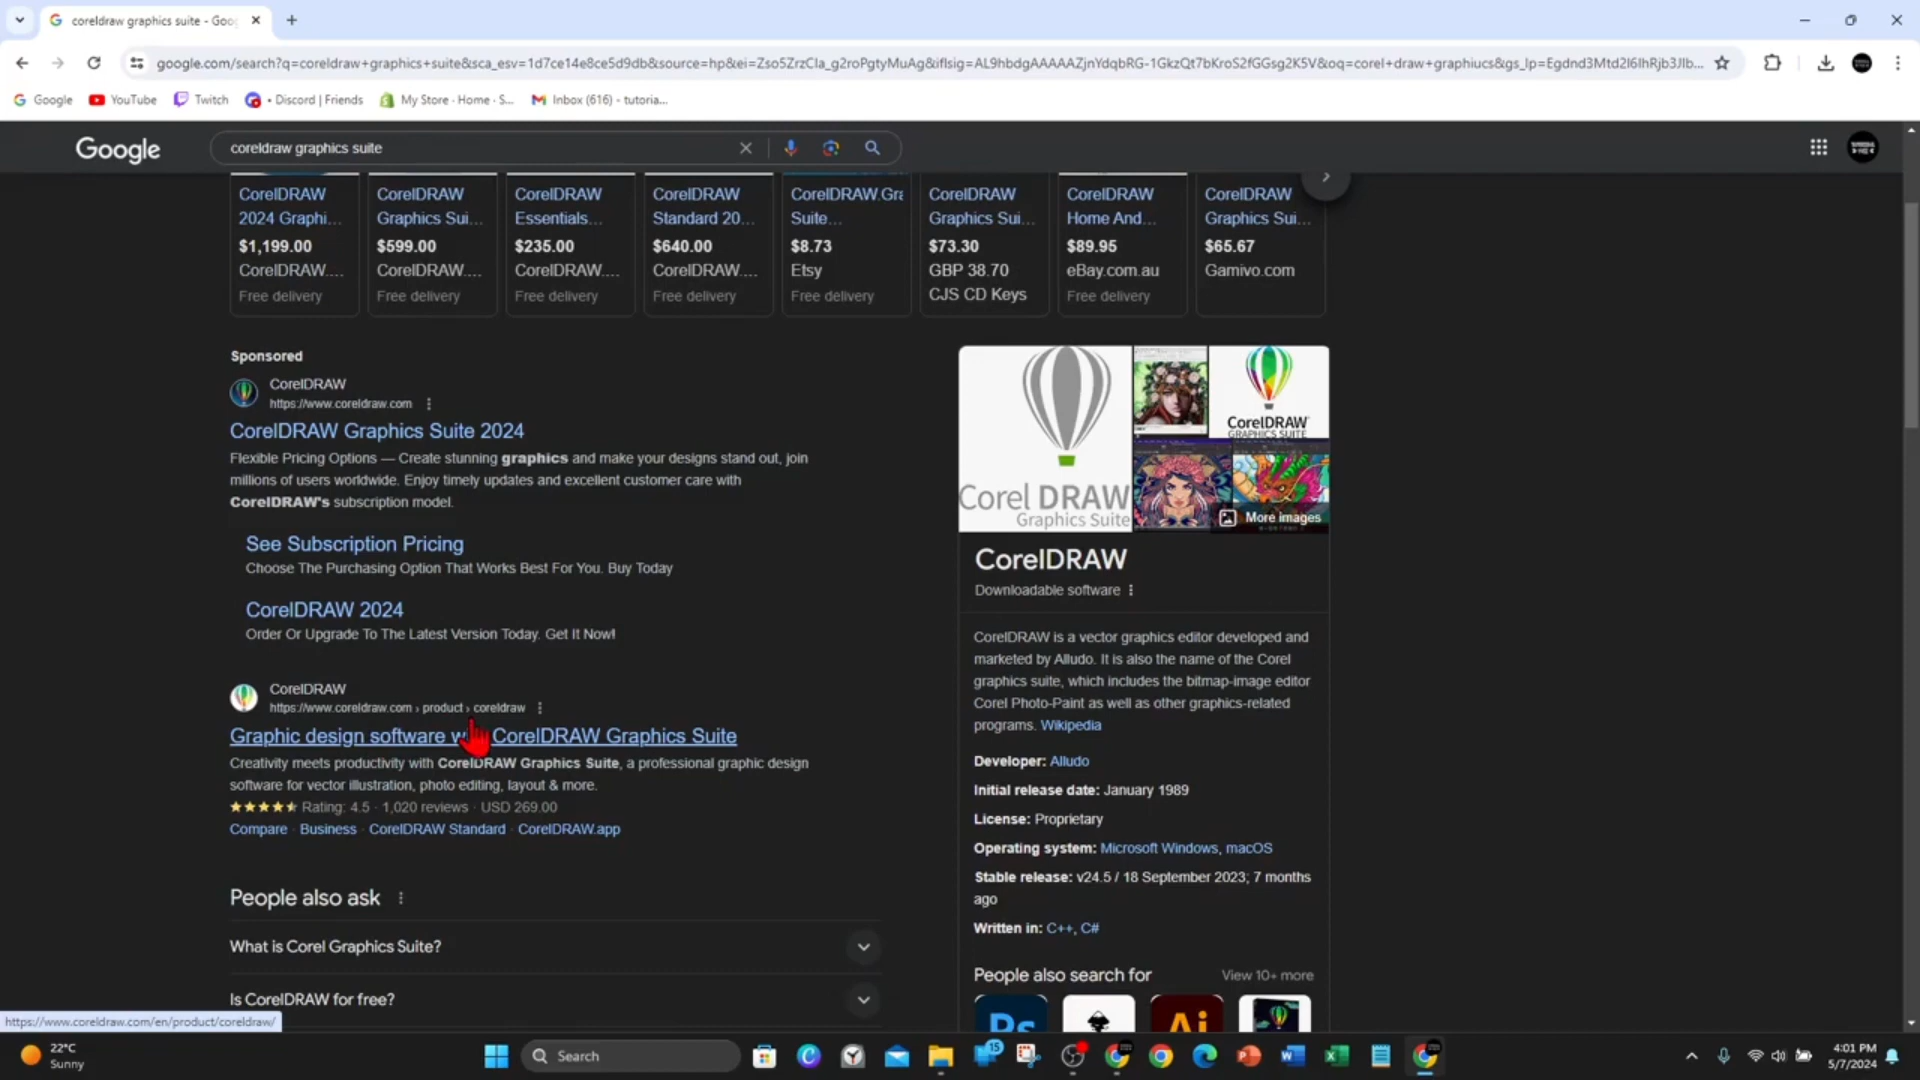 coreldraw graphics suite - Goog
google.com/search?q=coreldraw+graphics+suite&sca_esv=1d7ce14e8ce5d9db&source=hp&ei=Zso5ZrzCIa_g2roPgtyMuAg&iflsig=AL9hbdgAAAAAZjnYdqbRG-1GkzQt7bKroS2fGGsg2K5V&oq=corel+draw+graphiucs&gs_lp=Egdnd3Mtd2l6IhRjb3JIb...
Google
YouTube
Twitch
• Discord | Friends
My Store · Home · S...
Inbox (616) - tutoria...
Google
coreldraw graphics suite
CorelDRAW
2024 Graphi...
$1,199.00
CorelDRAW....
Free delivery
CorelDRAW
Graphics Sui...
$599.00
CorelDRAW....
Free delivery
CorelDRAW
Essentials...
$235.00
CorelDRAW....
Free delivery
CorelDRAW
Standard 20...
$640.00
CorelDRAW....
Free delivery
CorelDRAW.Gra
Suite...
$8.73
Etsy
Free delivery
CorelDRAW
Graphics Sui...
$73.30
GBP 38.70
CJS CD Keys
CorelDRAW
Home And...
$89.95
eBay.com.au
Free delivery
CorelDRAW
Graphics Sui...
$65.67
Gamivo.com
Sponsored
CorelDRAW
https://www.coreldraw.com
CorelDRAW Graphics Suite 2024
Flexible Pricing Options — Create stunning graphics and make your designs stand out, join
millions of users worldwide. Enjoy timely updates and excellent customer care with
CorelDRAW's subscription model.
See Subscription Pricing
Choose The Purchasing Option That Works Best For You. Buy Today
CorelDRAW 2024
Order Or Upgrade To The Latest Version Today. Get It Now!
CorelDRAW
https://www.coreldraw.com › product › coreldraw
Graphic design software w CorelDRAW Graphics Suite
Creativity meets productivity with CorelDRAW Graphics Suite, a professional graphic design
software for vector illustration, photo editing, layout & more.
Rating: 4.5 · 1,020 reviews · USD 269.00
Compare · Business · CorelDRAW Standard · CorelDRAW.app
People also ask
What is Corel Graphics Suite?
Is CorelDRAW for free?
https://www.coreldraw.com/en/product/coreldraw/
Corel DRAW
Graphics Suite
CorelDRAW
GRAPHICS SUITE
More images
CorelDRAW
Downloadable software
CorelDRAW is a vector graphics editor developed and
marketed by Alludo. It is also the name of the Corel
graphics suite, which includes the bitmap-image editor
Corel Photo-Paint as well as other graphics-related
programs. Wikipedia
Developer: Alludo
Initial release date: January 1989
License: Proprietary
Operating system: Microsoft Windows, macOS
Stable release: v24.5 / 18 September 2023; 7 months
ago
Written in: C++, C#
People also search for
View 10+ more
Ps
Ai
22°C
Sunny
Search
15
4:01 PM
5/7/2024